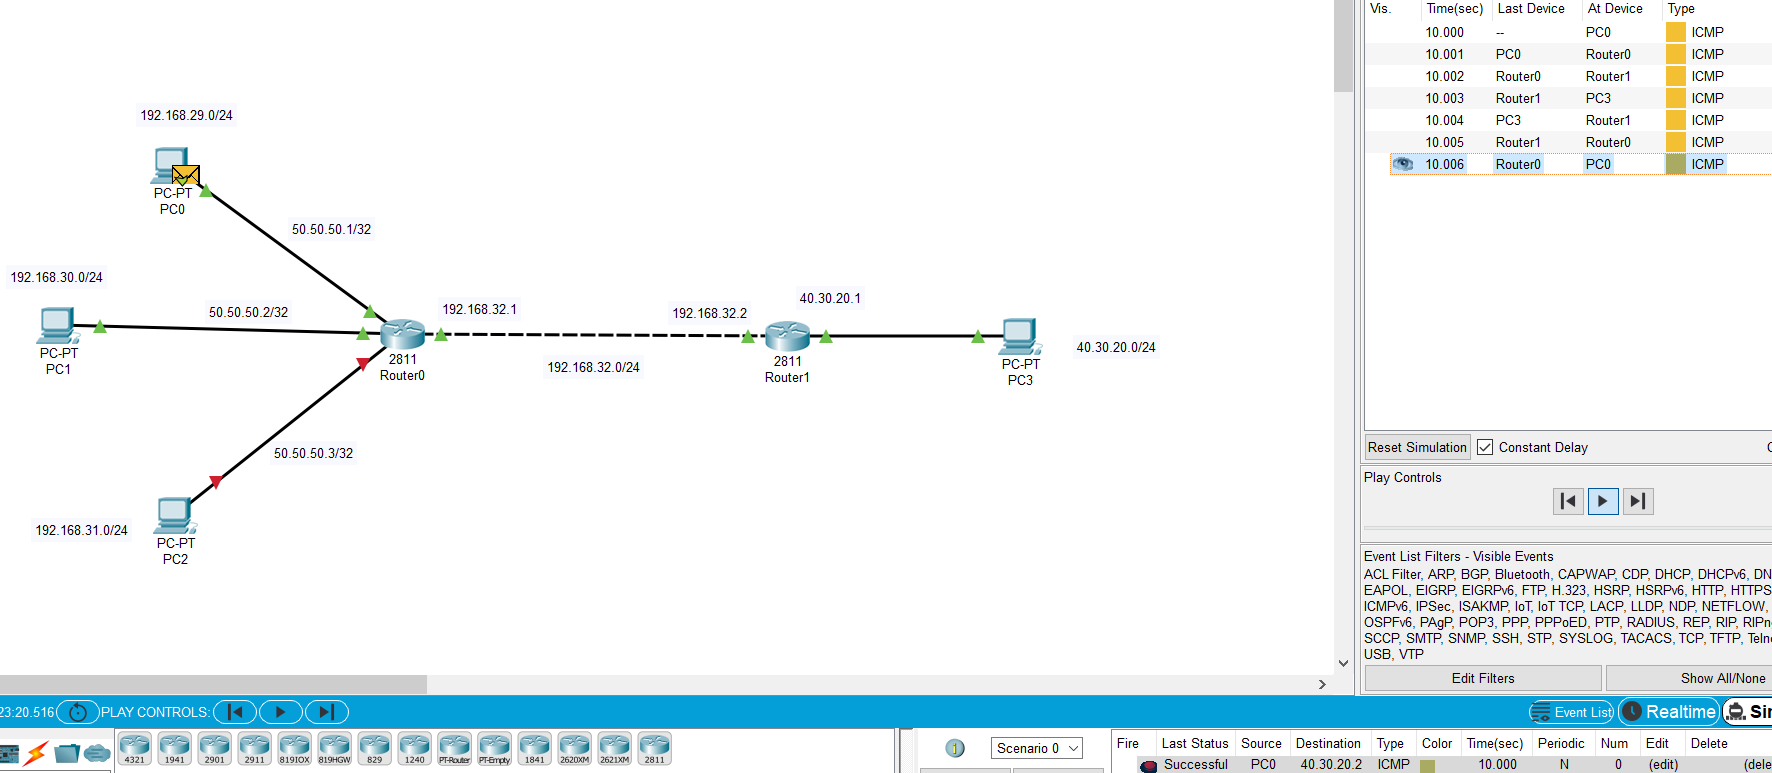 192.168.29.0/24
PC-PT
PC0
50.50.50.1/32
192.168.30.0/24
50.50.50.2/32
PC-PT
PC1
192.168.32.1
2811
Router0
192.168.32.0/24
192.168.32.2
40.30.20.1
2811
Router1
PC-PT
PC3
40.30.20.0/24
50.50.50.3/32
192.168.31.0/24
PC-PT
PC2
Vis. Time(sec) Last Device At Device Type
10.000 -- PC0 ICMP
10.001 PC0 Router0 ICMP
10.002 Router0 Router1 ICMP
10.003 Router1 PC3 ICMP
10.004 PC3 Router1 ICMP
10.005 Router1 Router0 ICMP
10.006 Router0 PC0 ICMP
Reset Simulation Constant Delay
Play Controls
Event List Filters - Visible Events
ACL Filter, ARP, BGP, Bluetooth, CAPWAP, CDP, DHCP, DHCPv6, DN
EAPOL, EIGRP, EIGRPv6, FTP, H.323, HSRP, HSRPv6, HTTP, HTTPS
ICMPv6, IPSec, ISAKMP, IoT, IoT TCP, LACP, LLDP, NDP, NETFLOW,
OSPFv6, PAgP, POP3, PPP, PPPoED, PTP, RADIUS, REP, RIP, RIPn
SCCP, SMTP, SNMP, SSH, STP, SYSLOG, TACACS, TCP, TFTP, Teln
USB, VTP
Edit Filters Show All/None
23:20.516 PLAY CONTROLS: Event List Realtime Sim
4321 1941 2901 2911 819IOX 819HGW 829 1240 PT-Router PT-Empty 1841 2620XM 2621XM 2811
1 Scenario 0
Fire Last Status Source Destination Type Color Time(sec) Periodic Num Edit Delete
Successful PC0 40.30.20.2 ICMP 10.000 N 0 (edit) (dele